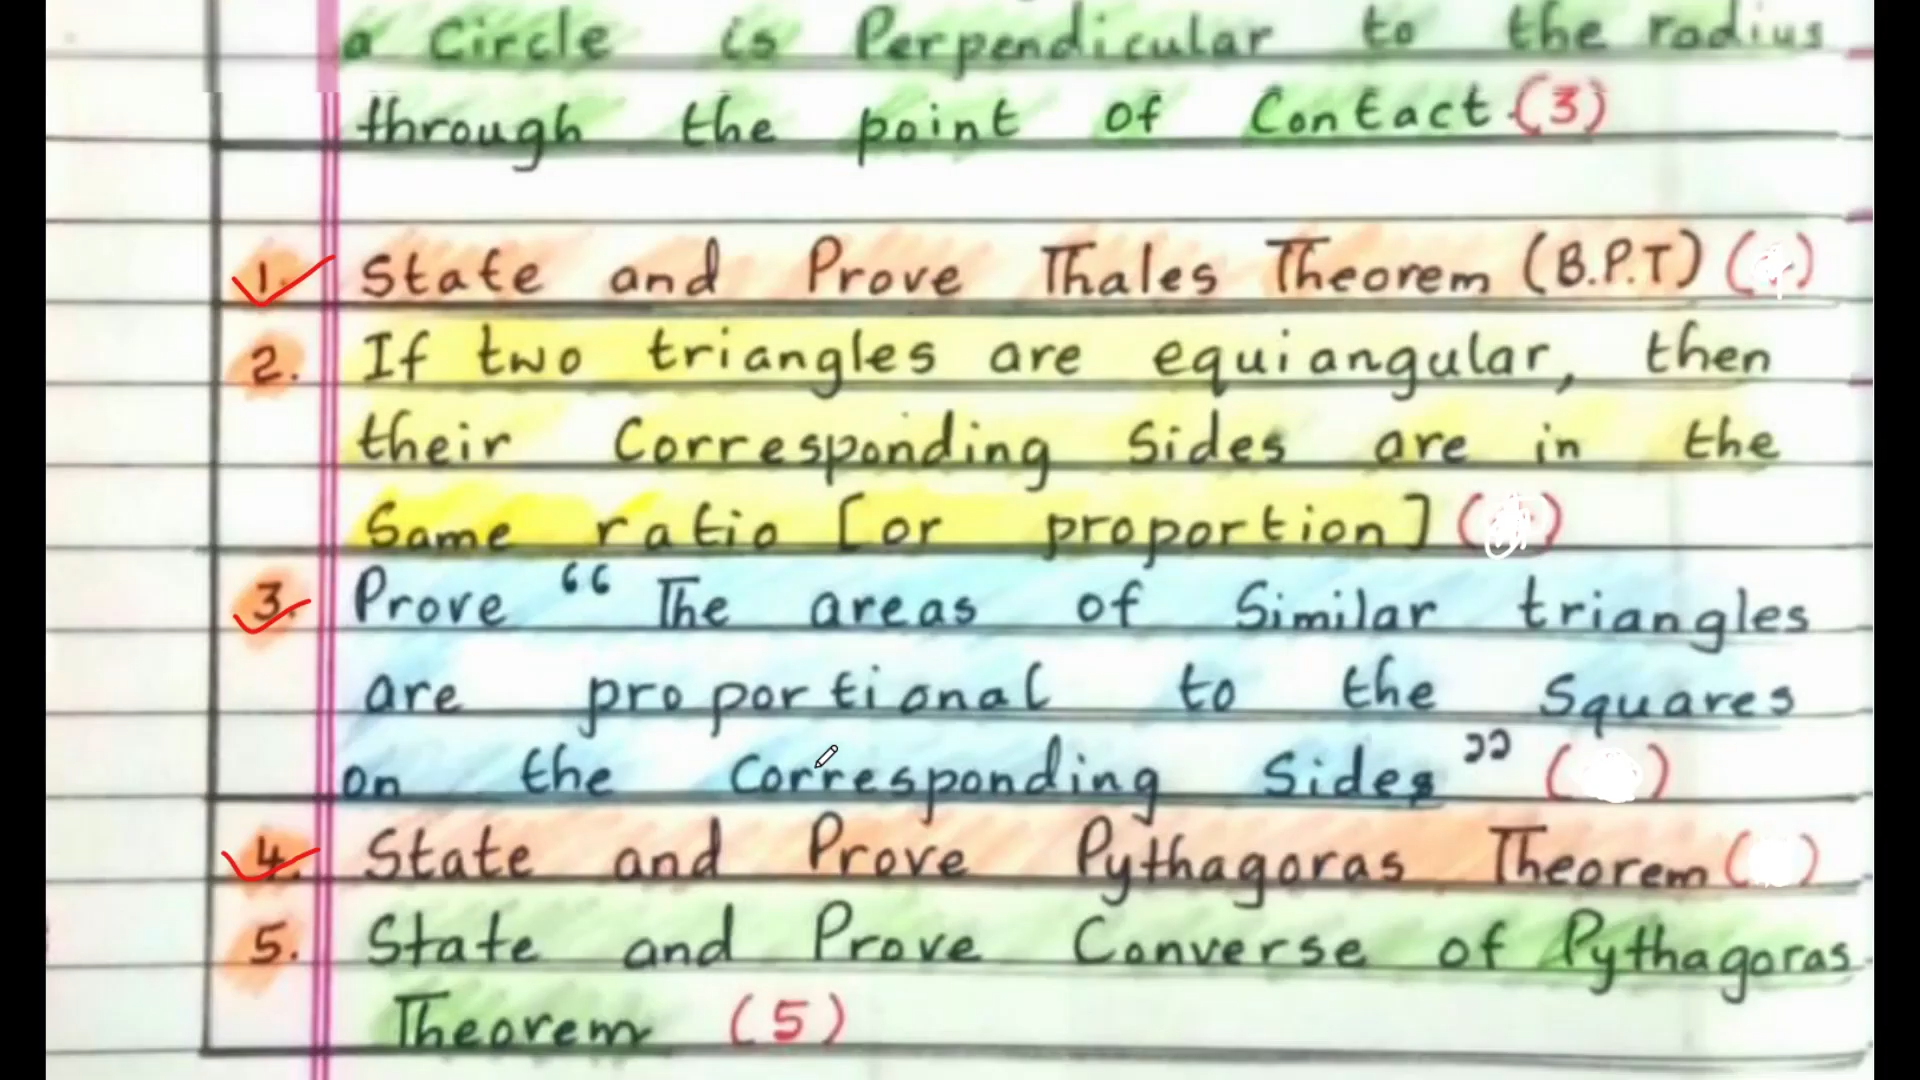 a Circle is Perpendicular to the radius
through the point of Contact (3)
1. State and Prove Thales Theorem (B.P.T) ( )
2. If two triangles are equiangular, then
their Corresponding Sides are in the
Same ratio [or proportion] ( )
3. Prove “ The areas of Similar triangles
are proportional to the Squares
on the Corresponding Sides ” ( )
4. State and Prove Pythagoras Theorem ( )
5. State and Prove Converse of Pythagoras
Theorem (5)